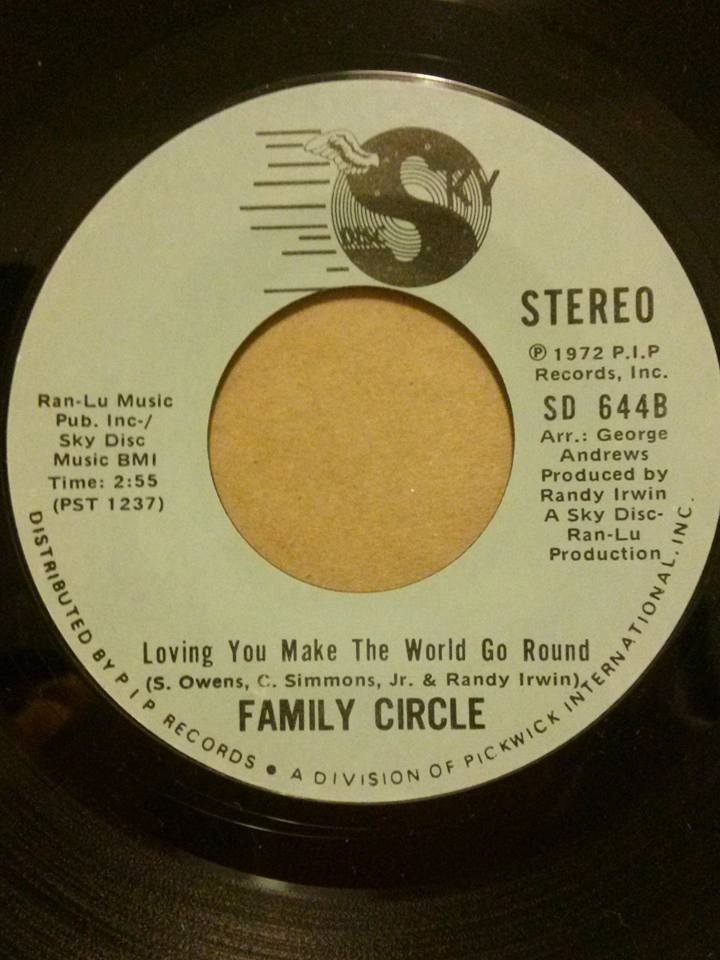 SKY
DISC
STEREO
℗ 1972 P.I.P
Records, Inc.
SD 644B
Arr.: George
Andrews
Produced by
Randy Irwin
A Sky Disc-
Ran-Lu
Production
Ran-Lu Music
Pub. Inc-/
Sky Disc
Music BMI
Time: 2:55
(PST 1237)
Loving You Make The World Go Round
(S. Owens, C. Simmons, Jr. & Randy Irwin)
FAMILY CIRCLE
DISTRIBUTED BY P I P RECORDS • A DIVISION OF PICKWICK INTERNATIONAL, INC.